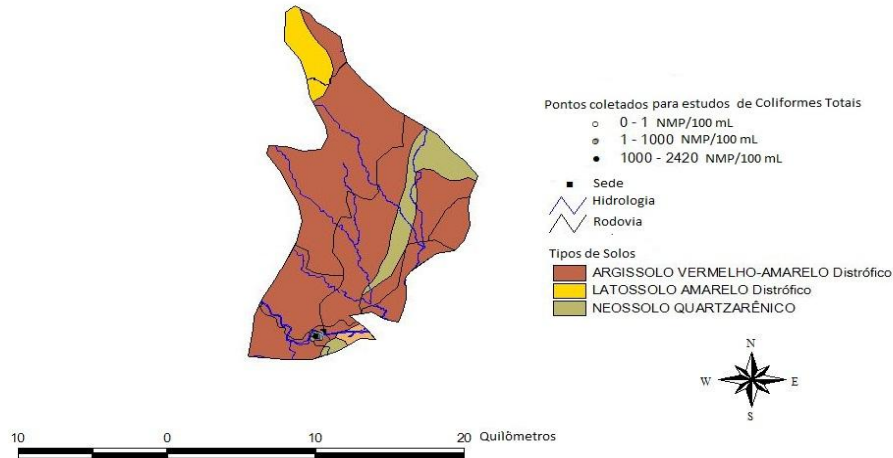 Pontos coletados para estudos de Coliformes Totais
0 - 1 NMP/100 mL
1 - 1000 NMP/100 mL
1000 - 2420 NMP/100 mL
Sede
Hidrologia
Rodovia
Tipos de Solos
ARGISSOLO VERMELHO-AMARELO Distrófico
LATOSSOLO AMARELO Distrófico
NEOSSOLO QUARTZARÊNICO
N
W E
S
10 0 10 20 Quilômetros